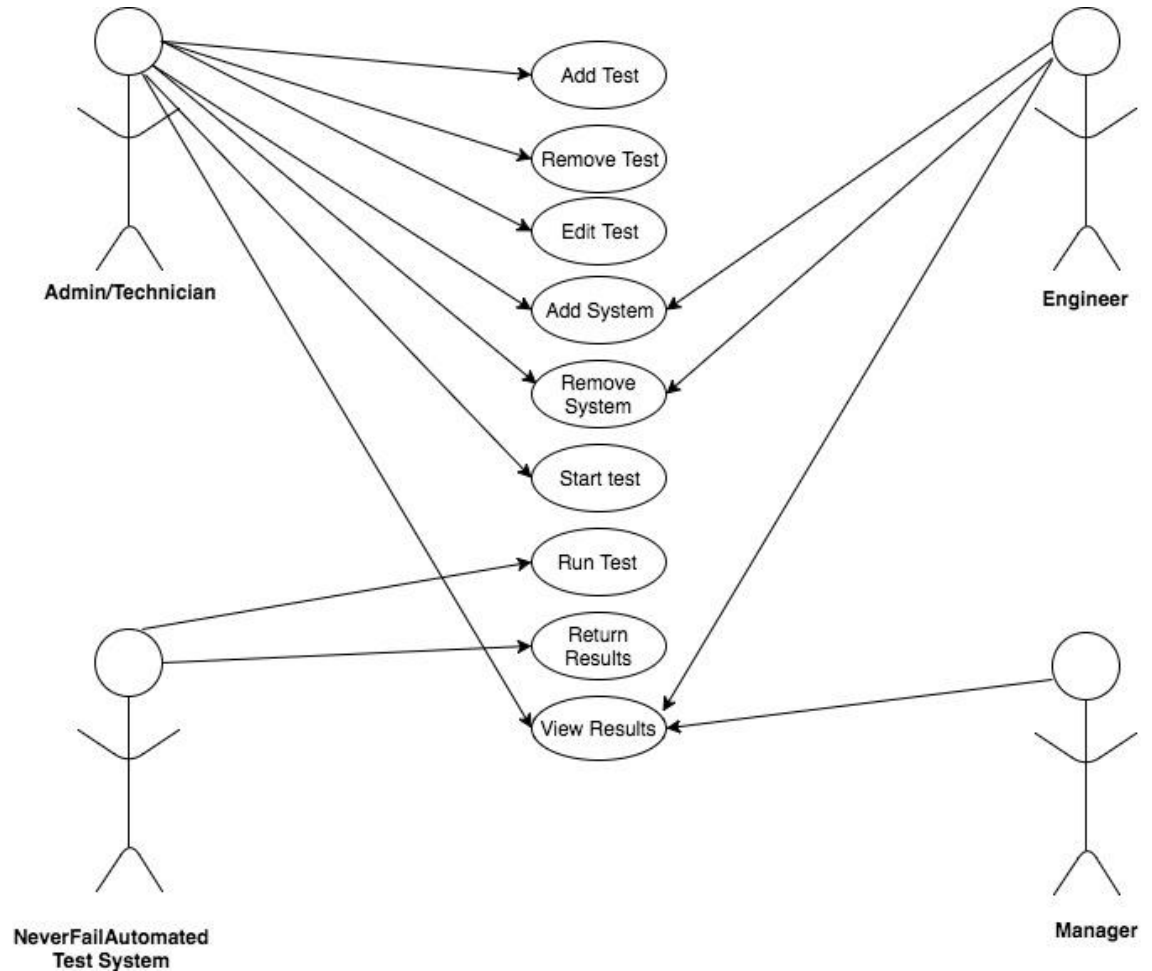 Add Test
Remove Test
Edit Test
Admin/Technician
Engineer
Add System
Remove
System
Start test
Run Test
Return
Results
View Results
NeverFailAutomated
Test System
Manager